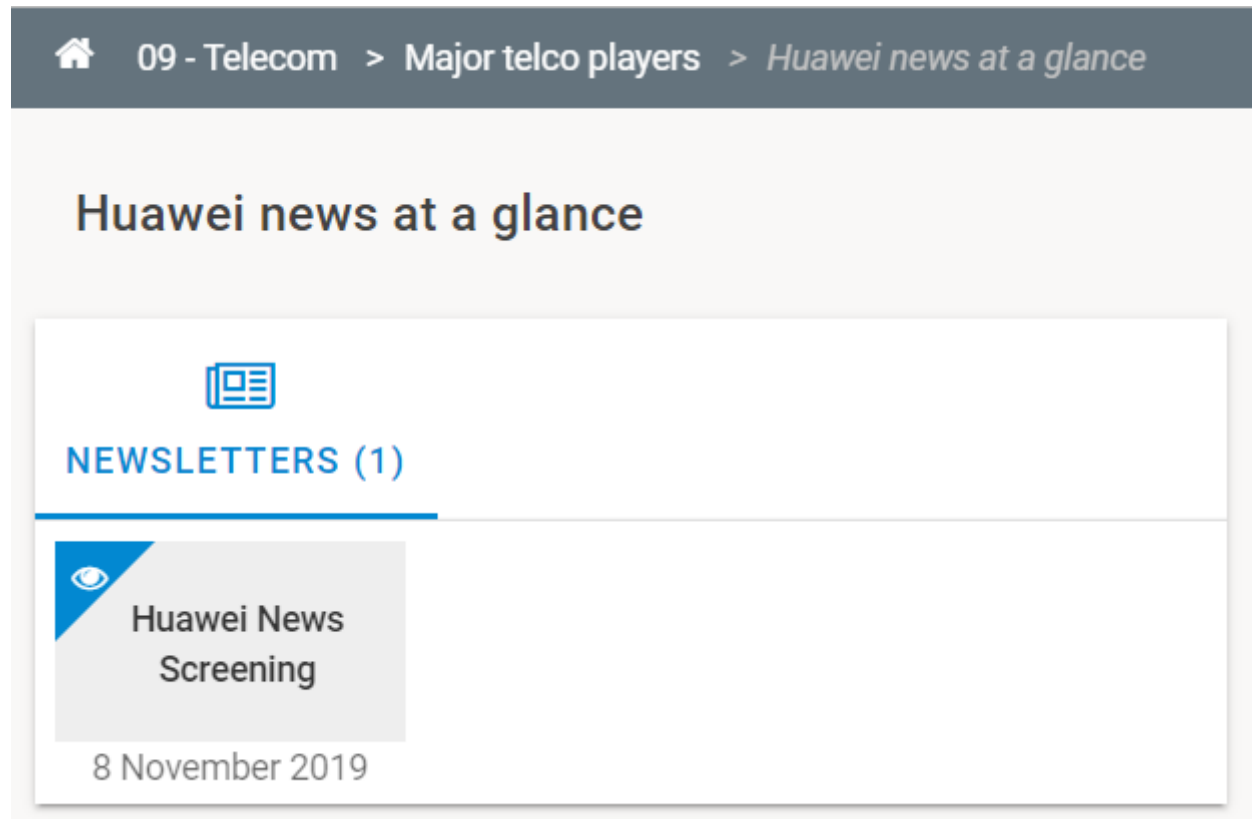 09 - Telecom > Major telco players > Huawei news at a glance
Huawei news at a glance
NEWSLETTERS (1)
Huawei News
Screening
8 November 2019